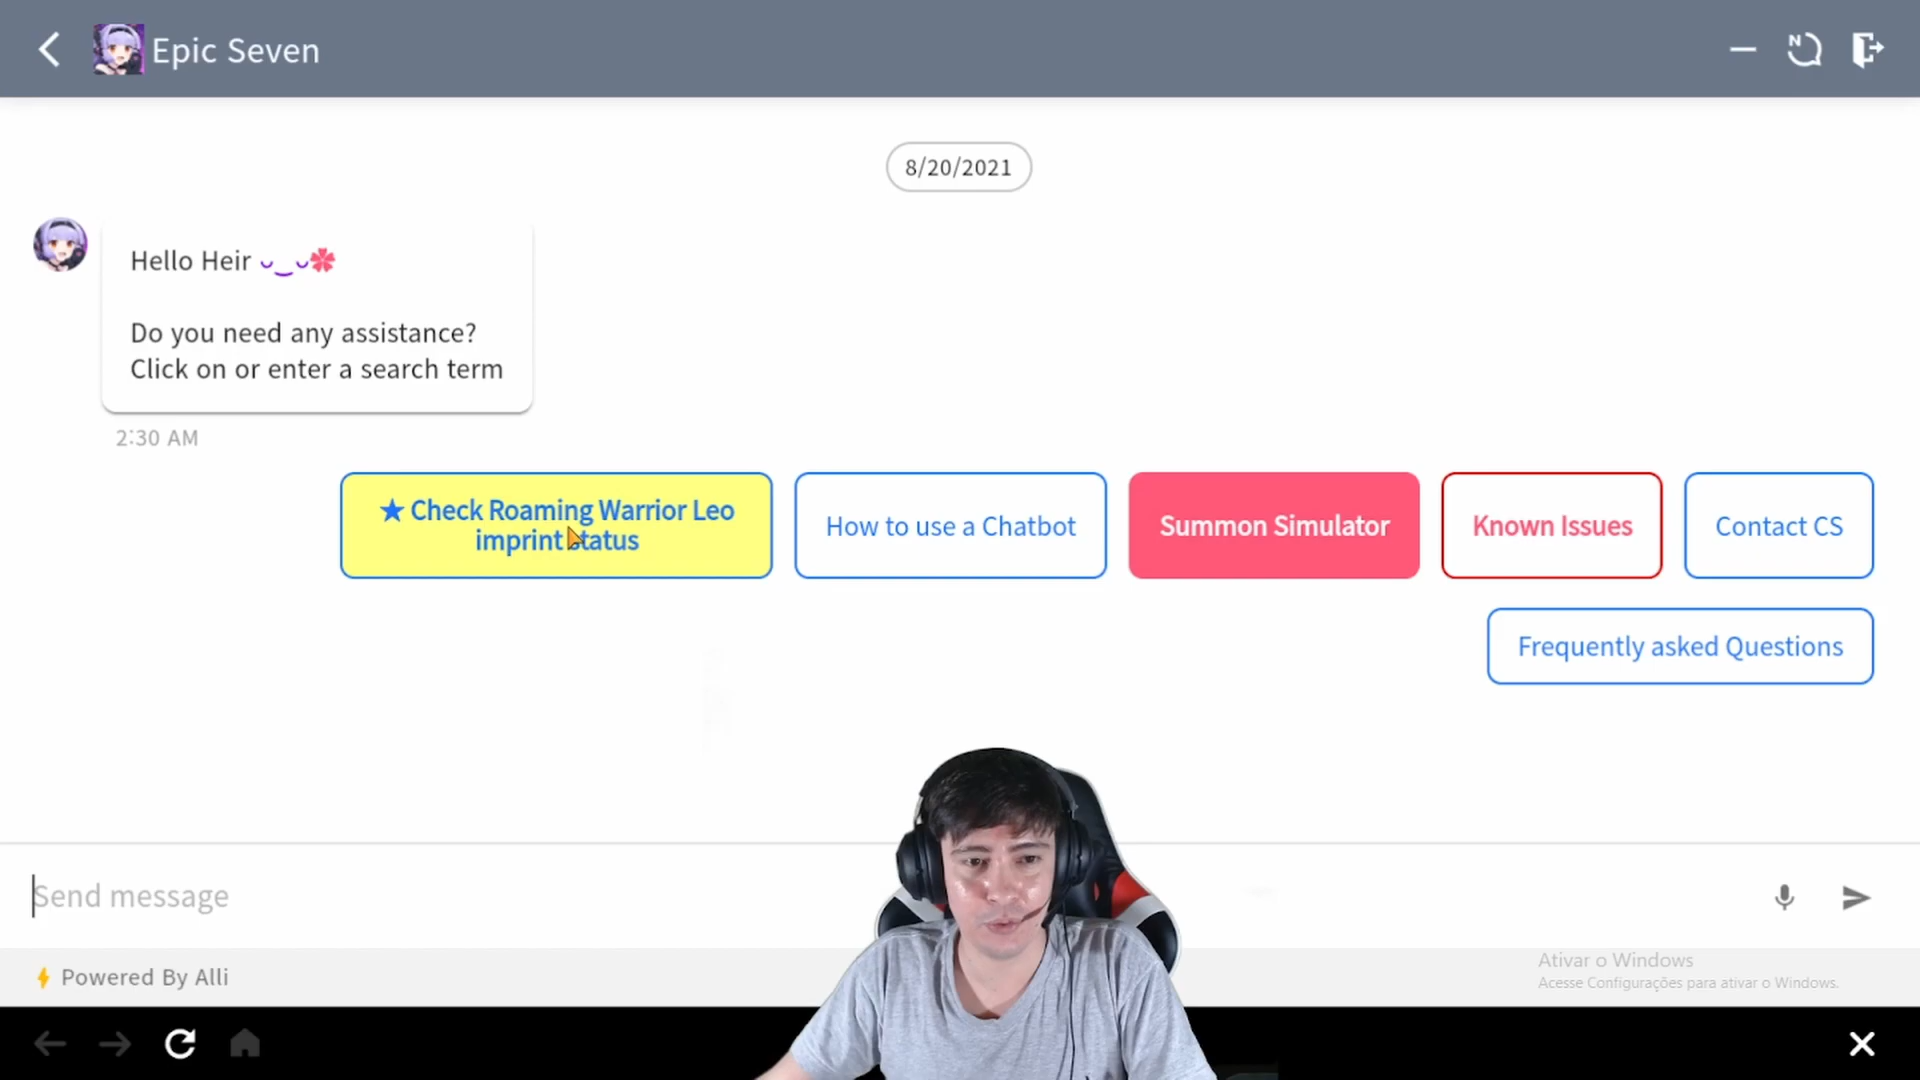 Epic Seven
N
8/20/2021
Hello Heir
Do you need any assistance?
Click on or enter a search term
2:30 AM
★ Check Roaming Warrior Leo
imprint status
How to use a Chatbot
Summon Simulator
Known Issues
Contact CS
Frequently asked Questions
Send message
Powered By Alli
Ativar o Windows
Acesse Configurações para ativar o Windows.